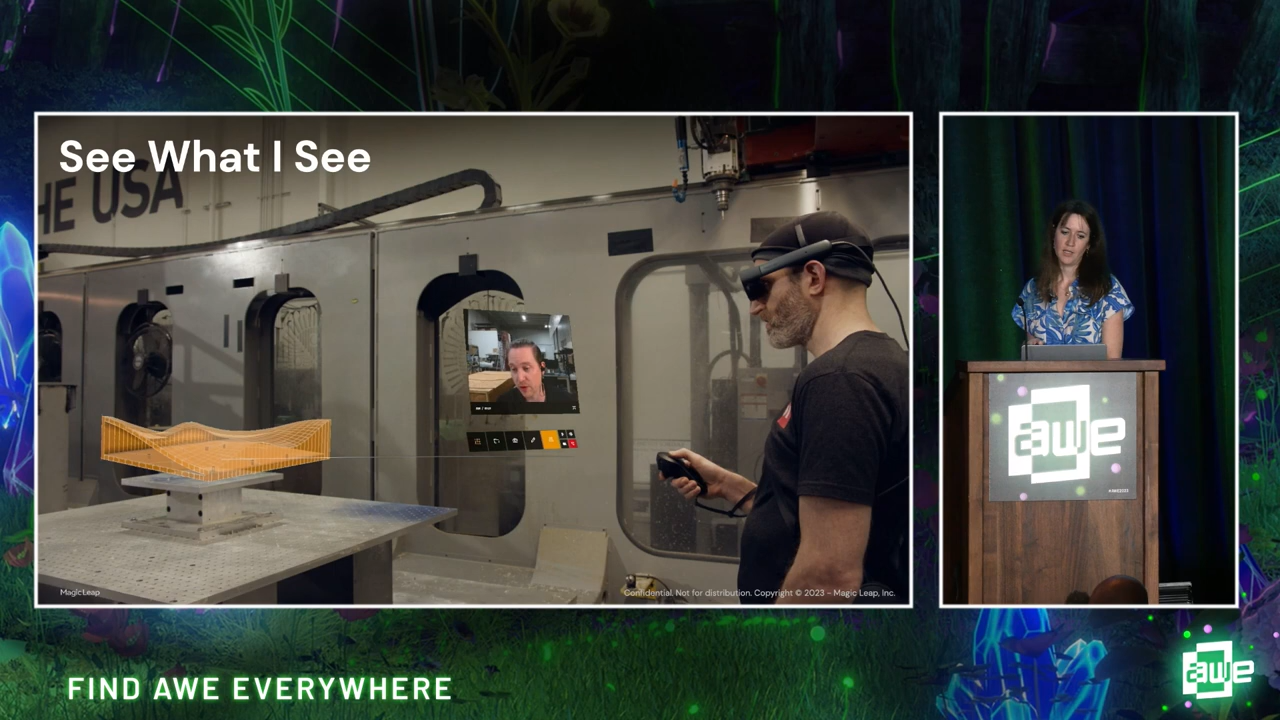 See What I See
HE USA
Magic Leap
Confidential. Not for distribution. Copyright © 2023 - Magic Leap, Inc.
awe
FIND AWE EVERYWHERE
awe